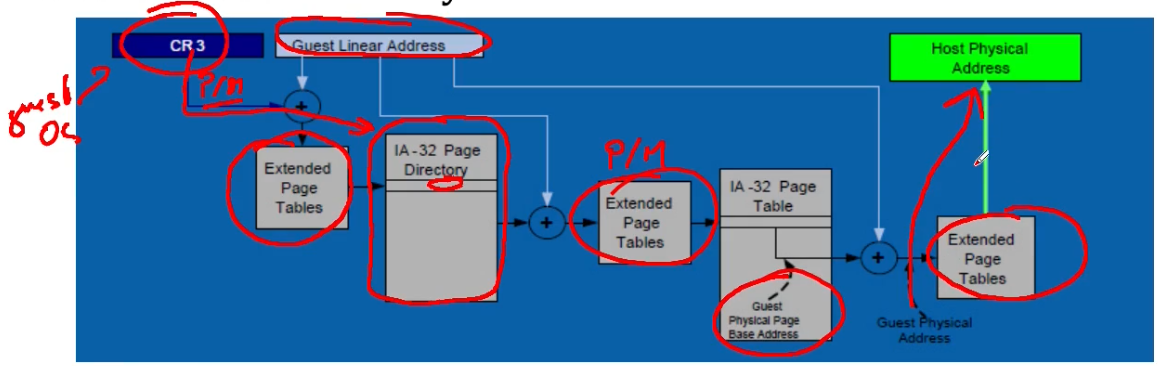 CR3
Guest Linear Address
Host Physical
Address
P/M
guest
OS
Extended
Page
Tables
IA-32 Page
Directory
P/M
Extended
Page
Tables
IA-32 Page
Table
Guest
Physical Page
Base Address
Extended
Page
Tables
Guest Physical
Address